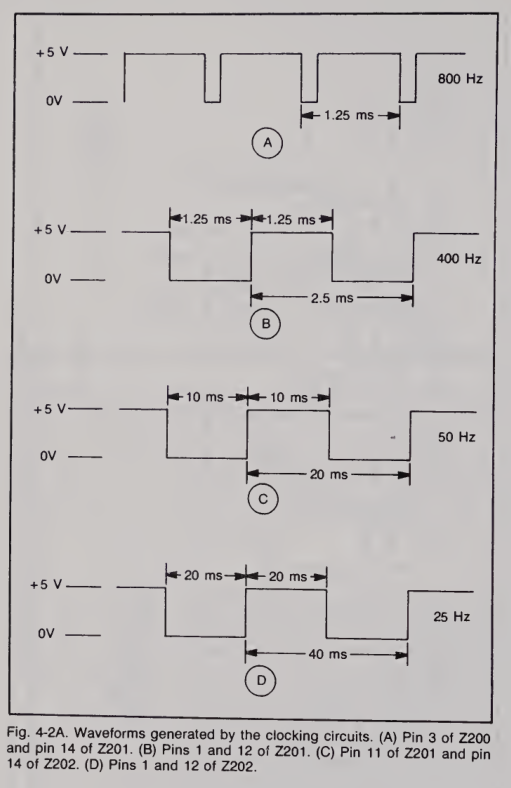 +5 V
0V
800 Hz
1.25 ms
A
1.25 ms 1.25 ms
+5 V
0V
400 Hz
2.5 ms
B
10 ms 10 ms
+5 V
0V
50 Hz
20 ms
C
20 ms 20 ms
+5 V
0V
25 Hz
40 ms
D
Fig. 4-2A. Waveforms generated by the clocking circuits. (A) Pin 3 of Z200
and pin 14 of Z201. (B) Pins 1 and 12 of Z201. (C) Pin 11 of Z201 and pin
14 of Z202. (D) Pins 1 and 12 of Z202.